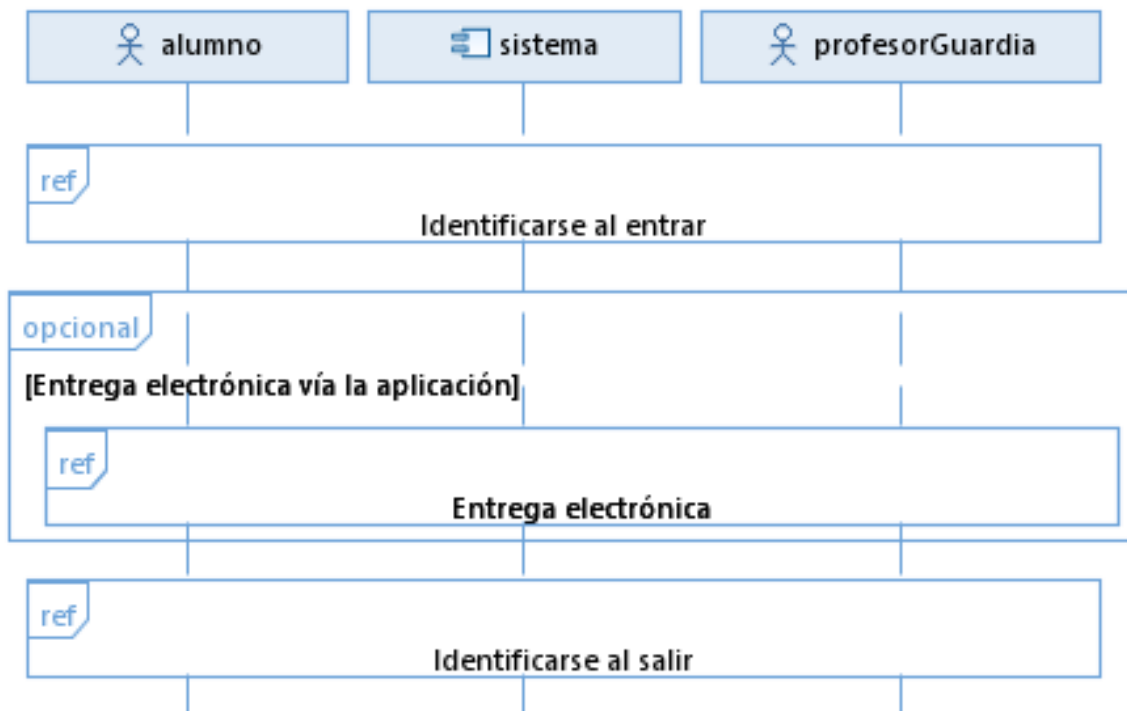 alumno
sistema
profesorGuardia
ref
Identificarse al entrar
opcional
[Entrega electrónica vía la aplicación]
ref
Entrega electrónica
ref
Identificarse al salir